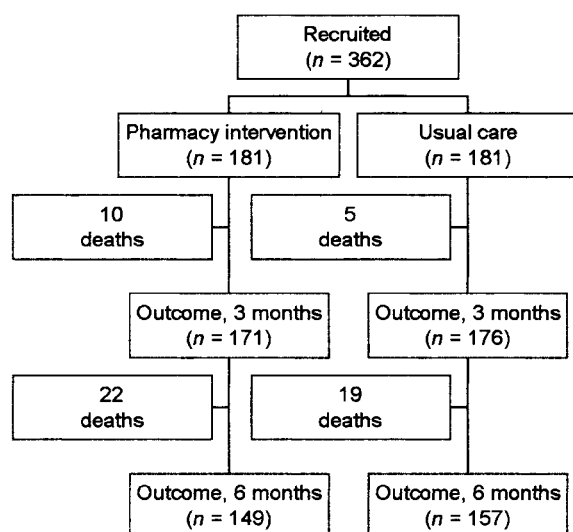 Recruited
(n = 362)
Pharmacy intervention
(n = 181)
Usual care
(n = 181)
10
deaths
5
deaths
Outcome, 3 months
(n = 171)
Outcome, 3 months
(n = 176)
22
deaths
19
deaths
Outcome, 6 months
(n = 149)
Outcome, 6 months
(n = 157)